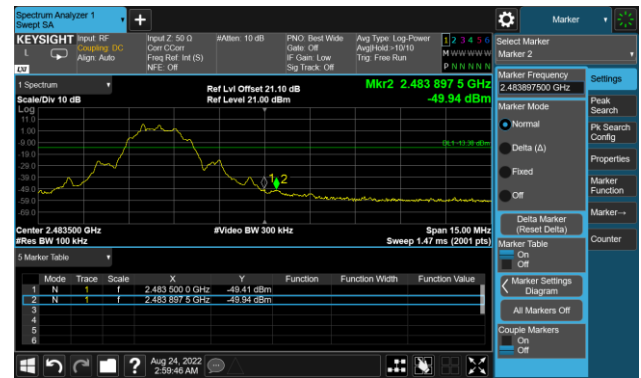 Spectrum Analyzer 1
Swept SA
Marker
KEYSIGHT
L
LXI
Input: RF
Coupling: DC
Align: Auto
Input Z: 50 Ω
Corr CCorr
Freq Ref: Int (S)
NFE: Off
#Atten: 10 dB
PNO: Best Wide
Gate: Off
IF Gain: Low
Sig Track: Off
Avg Type: Log-Power
Avg|Hold:>10/10
Trig: Free Run
1 2 3 4 5 6
M W W W W W
P N N N N N
Select Marker
Marker 2
Marker Frequency
2.483897500 GHz
Settings
Marker Mode
Normal
Delta (Δ)
Fixed
Off
Delta Marker
(Reset Delta)
Marker Table
On
Off
Marker Settings
Diagram
All Markers Off
Couple Markers
On
Off
Peak
Search
Pk Search
Config
Properties
Marker
Function
Marker→
Counter
1 Spectrum
Scale/Div 10 dB
Log
Ref Lvl Offset 21.10 dB
Ref Level 21.00 dBm
Mkr2 2.483 897 5 GHz
-49.94 dBm
11.0
1.00
-9.00
-19.0
-29.0
-39.0
-49.0
-59.0
-69.0
DL1 -13.38 dBm
1
2
Center 2.483500 GHz
#Res BW 100 kHz
#Video BW 300 kHz
Span 15.00 MHz
Sweep 1.47 ms (2001 pts)
5 Marker Table
Mode Trace Scale X Y Function Function Width Function Value
1 N 1 f 2.483 500 0 GHz -49.41 dBm
2 N 1 f 2.483 897 5 GHz -49.94 dBm
3
4
5
6
?
Aug 24, 2022
2:59:46 AM